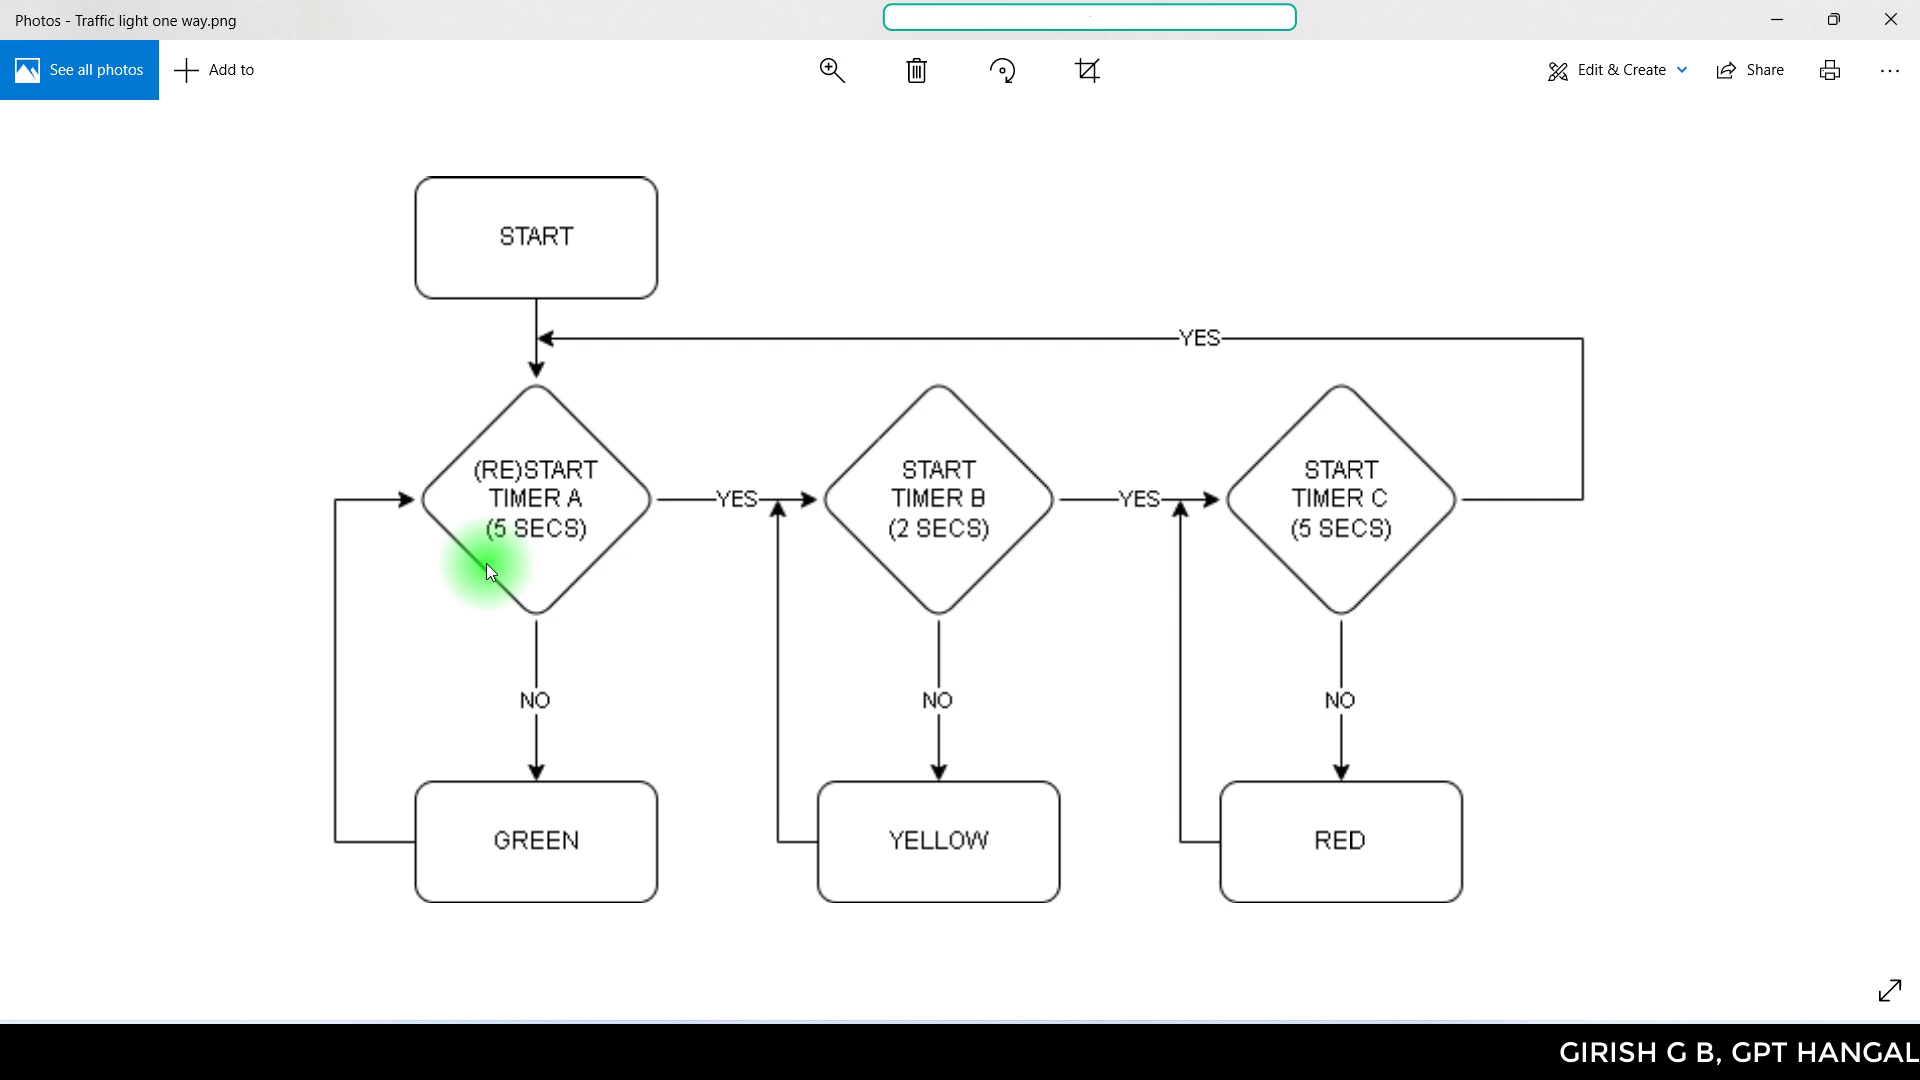 Photos - Traffic light one way.png
See all photos
Add to
Edit & Create
Share
START
YES
(RE)START
TIMER A
(5 SECS)
YES
START
TIMER B
(2 SECS)
YES
START
TIMER C
(5 SECS)
NO
NO
NO
GREEN
YELLOW
RED
GIRISH G B, GPT HANGAL